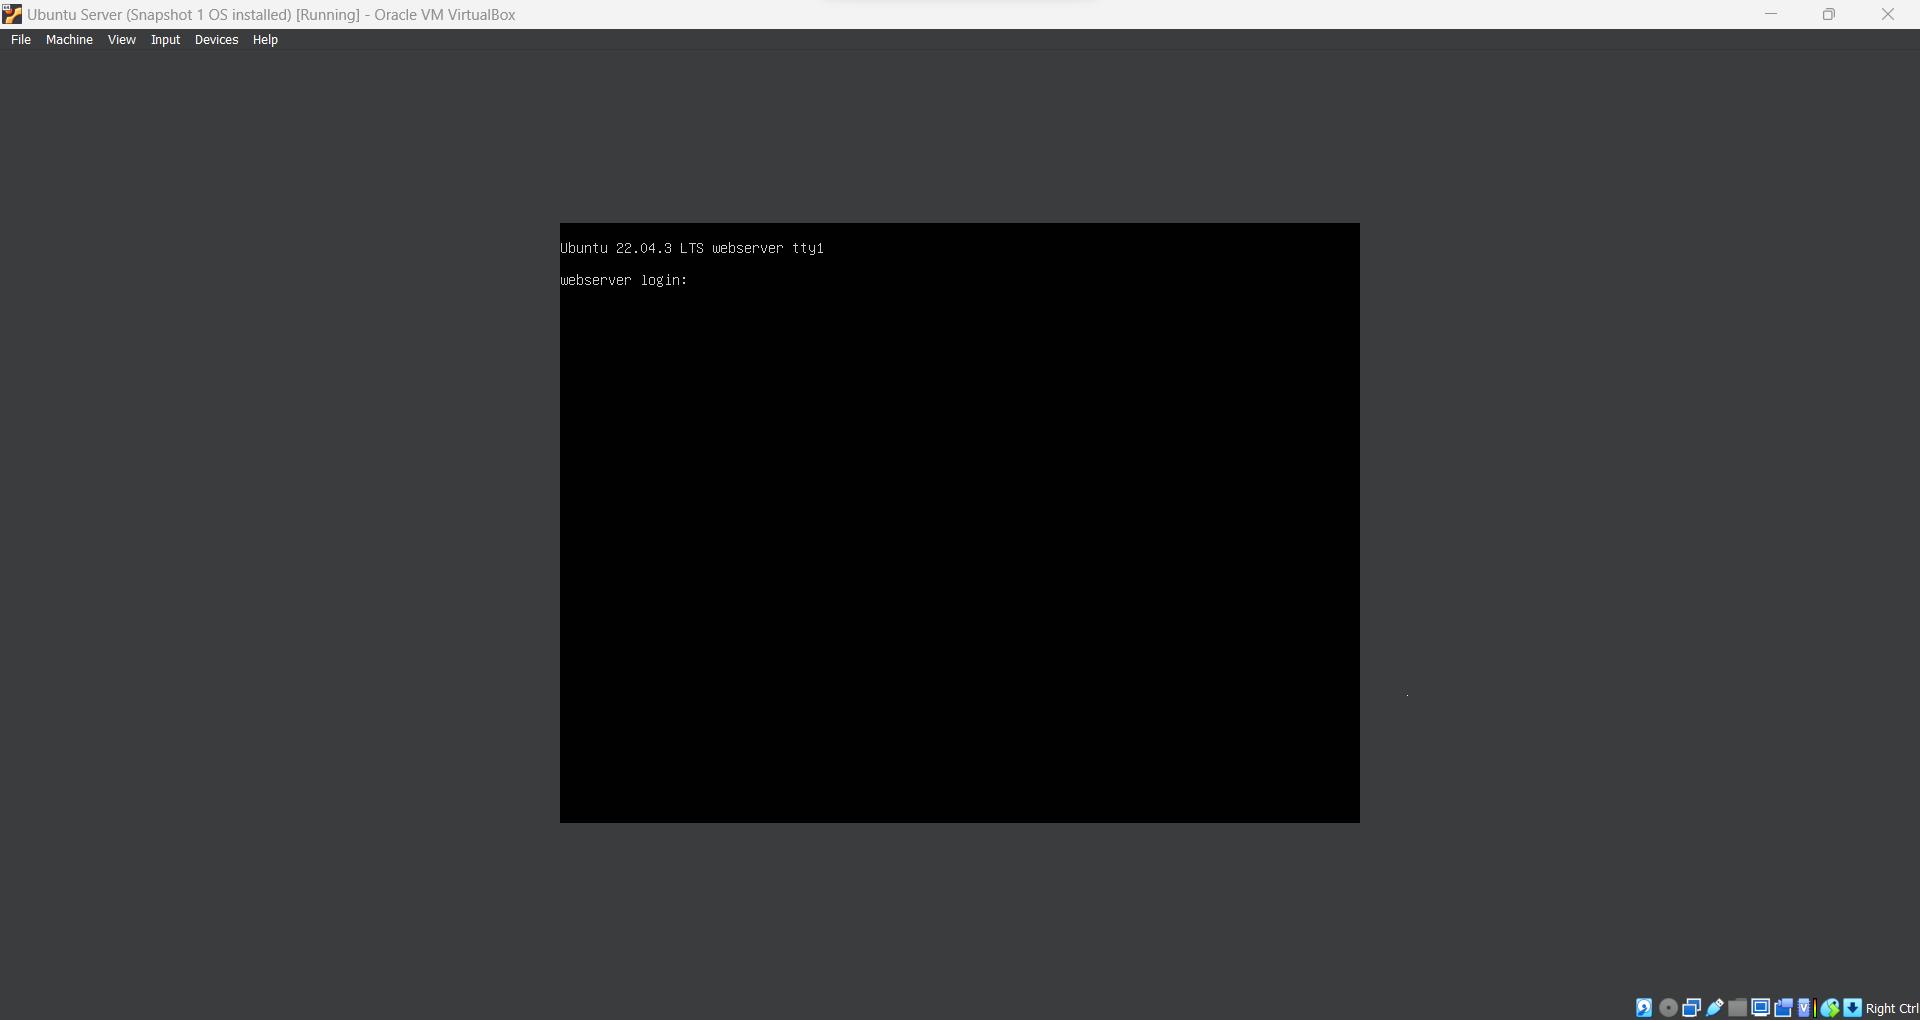 Ubuntu Server (Snapshot 1 OS installed) [Running] - Oracle VM VirtualBox
File Machine View Input Devices Help
Ubuntu 22.04.3 LTS webserver tty1
webserver login:
Right Ctrl